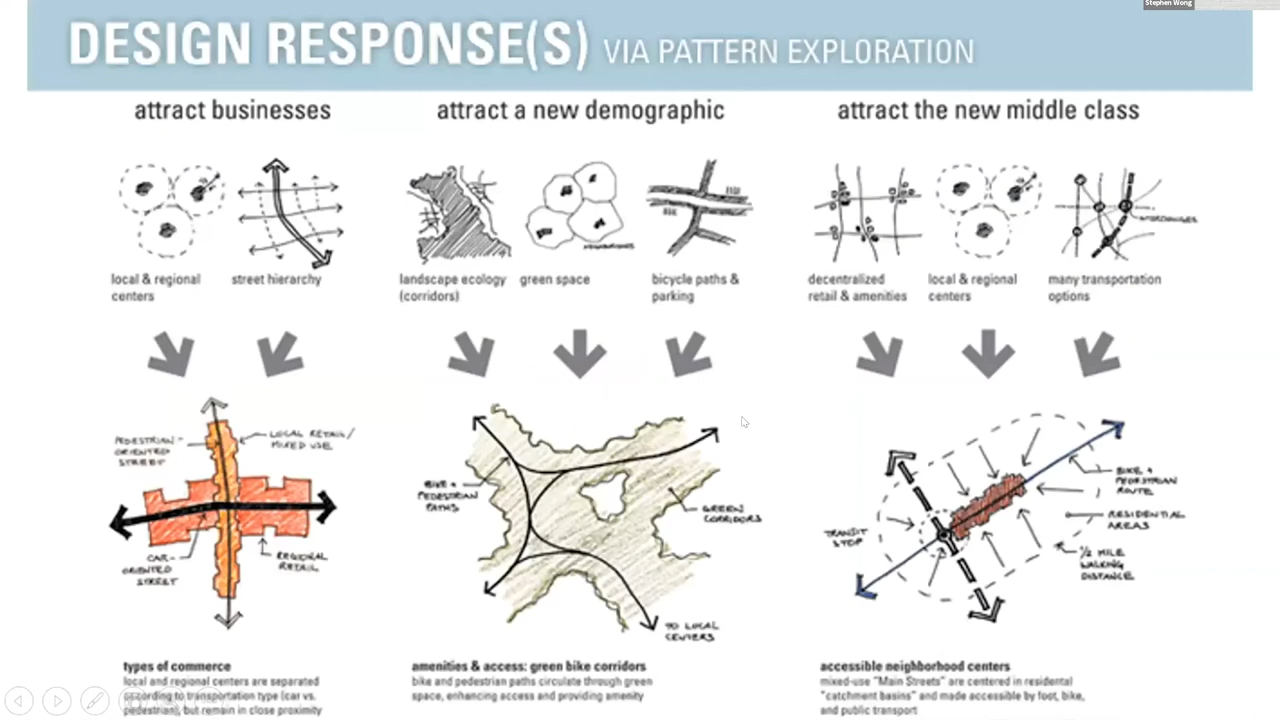 Stephen Wong
DESIGN RESPONSE(S) VIA PATTERN EXPLORATION
attract businesses
local & regional
centers
street hierarchy
PEDESTRIAN-
ORIENTED
STREET
LOCAL RETAIL/
MIXED USE
CAR-
ORIENTED
STREET
REGIONAL
RETAIL
types of commerce
local and regional centers are separated
according to transportation type (car vs.
pedestrian), but remain in close proximity
attract a new demographic
landscape ecology
(corridors)
green space
bicycle paths &
parking
BIKE +
PEDESTRIAN
PATHS
GREEN
CORRIDORS
TO LOCAL
CENTERS
amenities & access: green bike corridors
bike and pedestrian paths circulate through green
space, enhancing access and providing amenity
attract the new middle class
INTERCHANGES
decentralized
retail & amenities
local & regional
centers
many transportation
options
TRANSIT
STOP
BIKE +
PEDESTRIAN
ROUTE
RESIDENTIAL
AREAS
1/2 MILE
WALKING
DISTANCE
accessible neighborhood centers
mixed-use "Main Streets" are centered in residental
"catchment basins" and made accessible by foot, bike,
and public transport